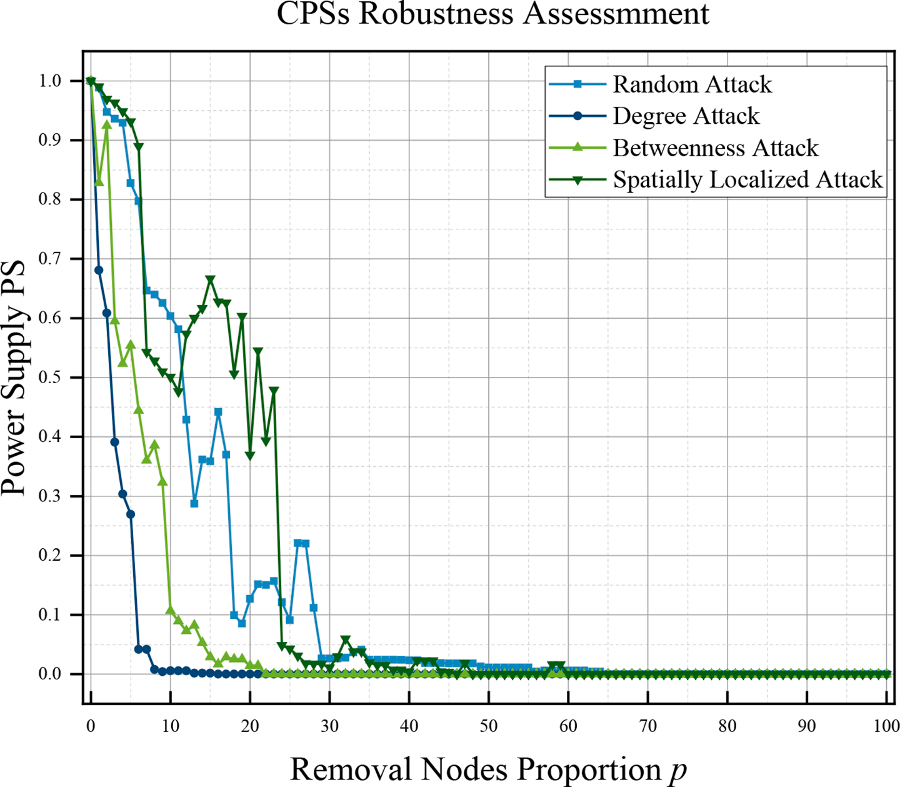 CPSs Robustness Assessmment
Random Attack
Degree Attack
Betweenness Attack
Spatially Localized Attack
Power Supply PS
1.0
0.9
0.8
0.7
0.6
0.5
0.4
0.3
0.2
0.1
0.0
0 10 20 30 40 50 60 70 80 90 100
Removal Nodes Proportion p